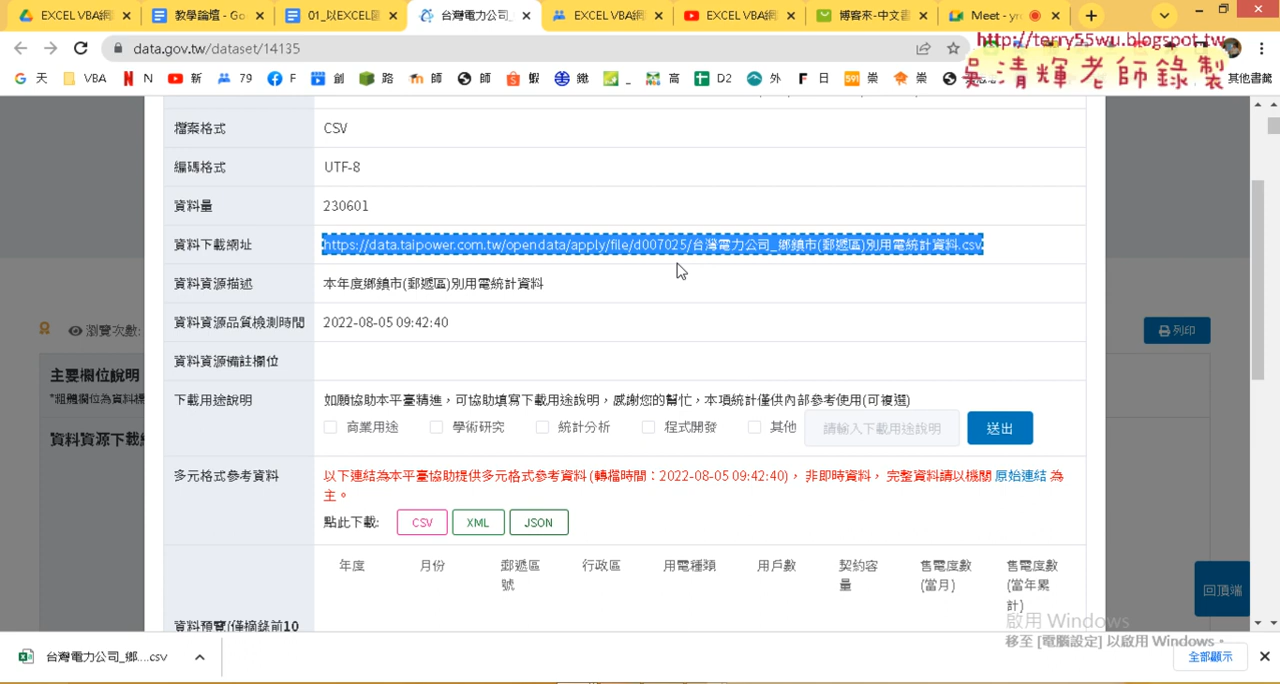 EXCEL VBA網
教學論壇 - Go
01_以EXCEL匯
台灣電力公司_
EXCEL VBA網
EXCEL VBA網
博客來-中文書
Meet - yr
data.gov.tw/dataset/14135
http://terry55wu.blogspot.tw
吳清輝老師錄製
G 天 VBA N 新 79 F 創 路 師 師 蝦 緻 _ 高 D2 外 F 日 崇 崇 其他書籤
檔案格式 CSV
編碼格式 UTF-8
資料量 230601
資料下載網址 https://data.taipower.com.tw/opendata/apply/file/d007025/台灣電力公司_鄉鎮市(郵遞區)別用電統計資料.csv
資料資源描述 本年度鄉鎮市(郵遞區)別用電統計資料
資料資源品質檢測時間 2022-08-05 09:42:40
瀏覽次數:
列印
資料資源備註欄位
主要欄位說明
*粗體欄位為資料標
下載用途說明 如願協助本平臺精進，可協助填寫下載用途說明，感謝您的幫忙，本項統計僅供內部參考使用(可複選)
商業用途 學術研究 統計分析 程式開發 其他 請輸入下載用途說明 送出
資料資源下載
多元格式參考資料 以下連結為本平臺協助提供多元格式參考資料 (轉檔時間：2022-08-05 09:42:40)， 非即時資料， 完整資料請以機關 原始連結 為
主。
點此下載: CSV XML JSON
年度 月份 郵遞區號 行政區 用電種類 用戶數 契約容量 售電度數(當月) 售電度數(當年累計)
回頂端
資料預覽(僅摘錄前10
啟用 Windows
移至 [電腦設定] 以啟用 Windows。
台灣電力公司_鄉....csv
全部顯示